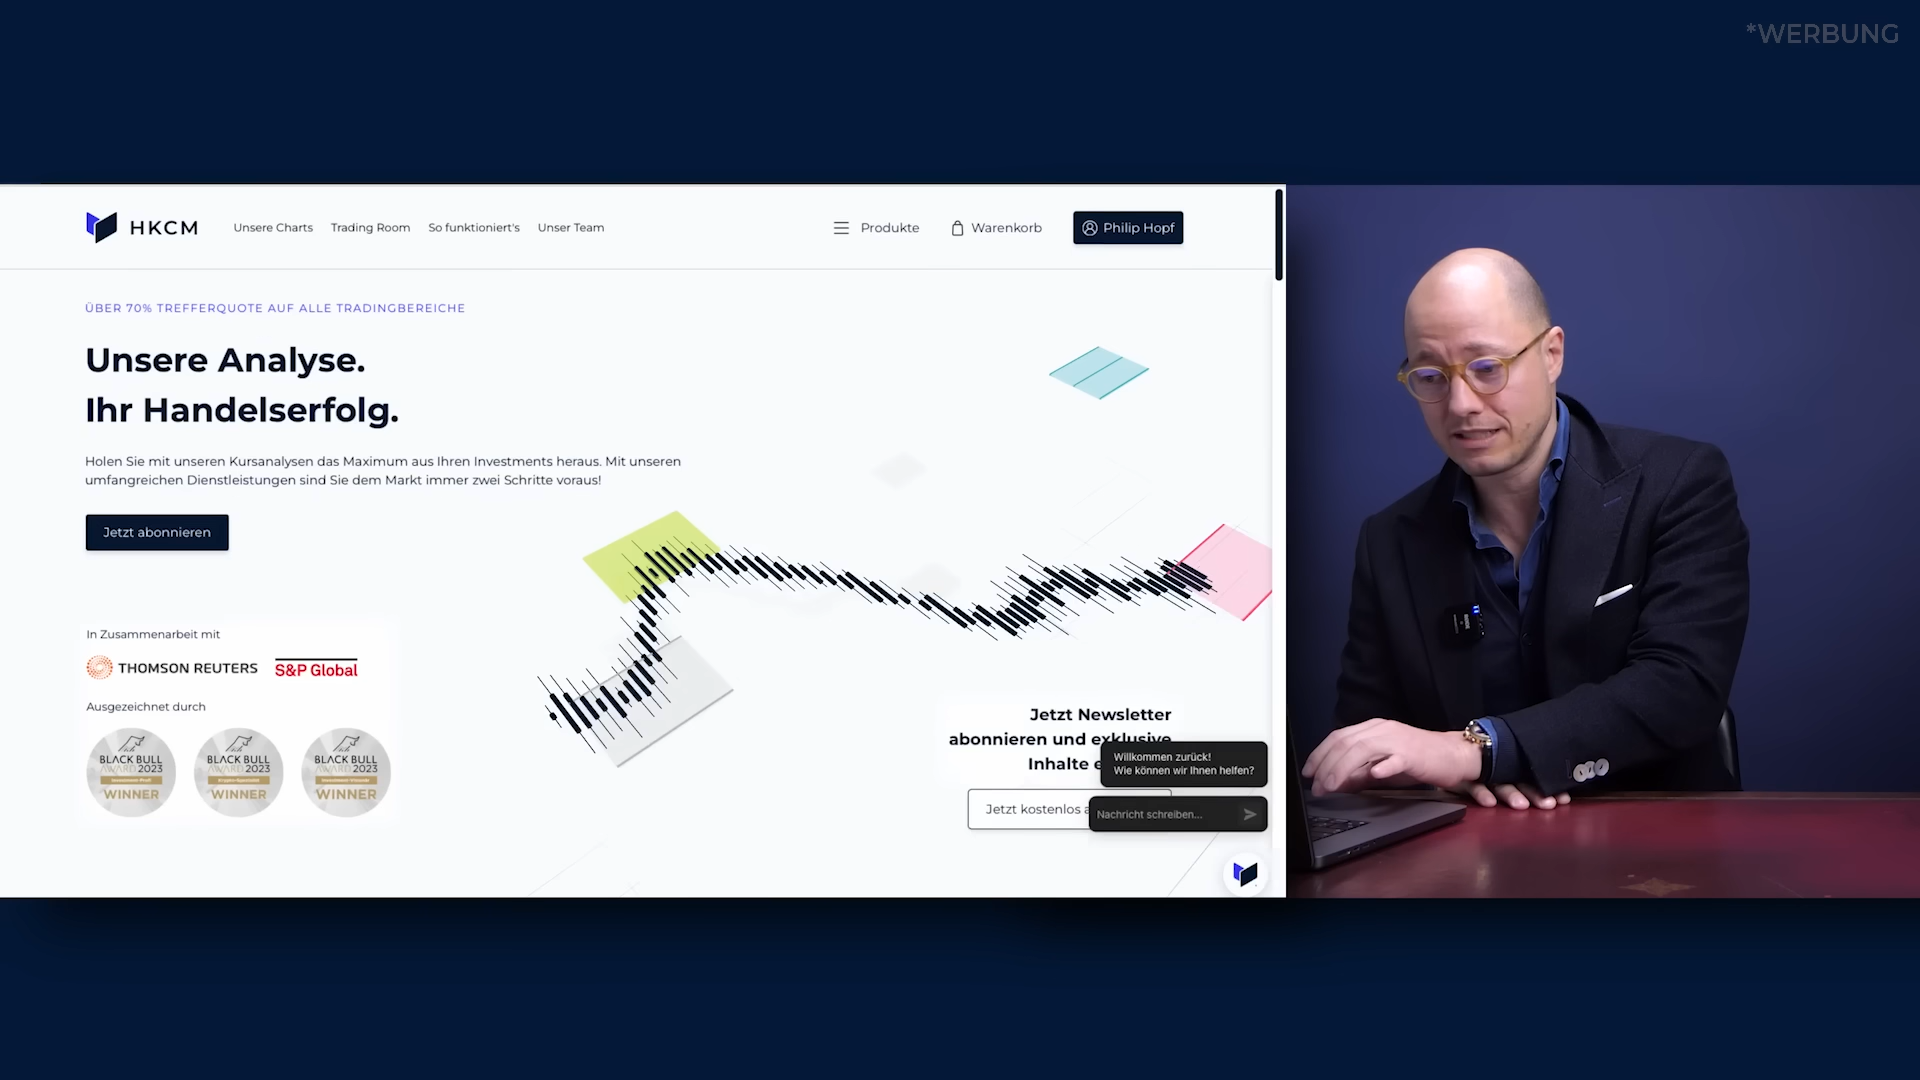 *WERBUNG
HKCM
Unsere Charts
Trading Room
So funktioniert's
Unser Team
Produkte
Warenkorb
Philip Hopf
ÜBER 70% TREFFERQUOTE AUF ALLE TRADINGBEREICHE
Unsere Analyse.
Ihr Handelserfolg.
Holen Sie mit unseren Kursanalysen das Maximum aus Ihren Investments heraus. Mit unseren
umfangreichen Dienstleistungen sind Sie dem Markt immer zwei Schritte voraus!
Jetzt abonnieren
In Zusammenarbeit mit
THOMSON REUTERS
S&P Global
Ausgezeichnet durch
BLACK BULL
AWARD 2023
WINNER
BLACK BULL
AWARD 2023
WINNER
BLACK BULL
AWARD 2023
WINNER
Jetzt Newsletter
abonnieren und exklusive
Inhalte
Jetzt kostenlos
Willkommen zurück!
Wie können wir Ihnen helfen?
Nachricht schreiben...